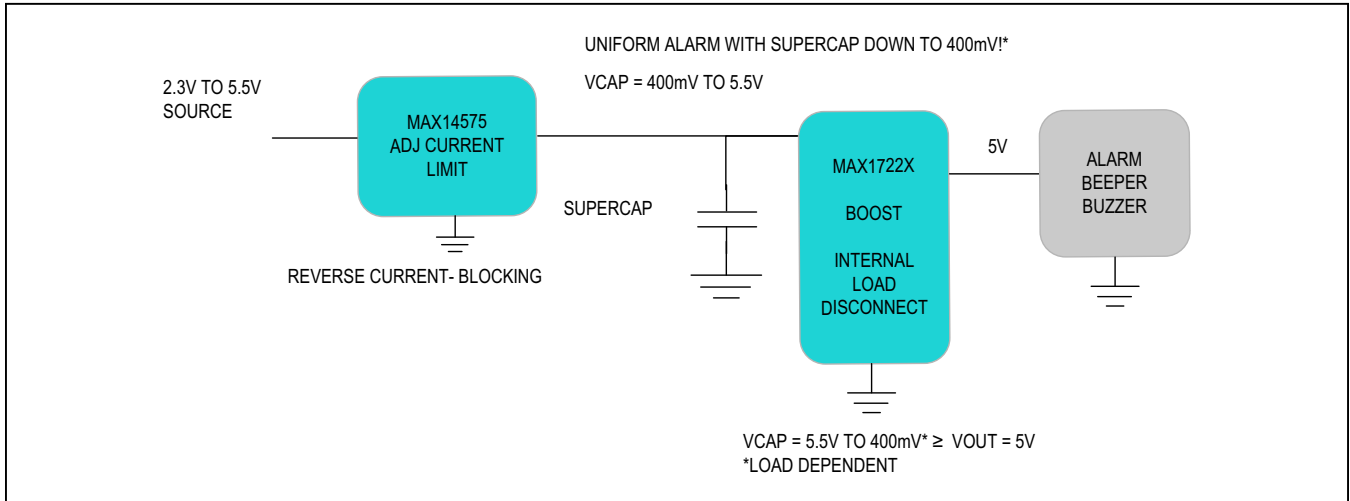 UNIFORM ALARM WITH SUPERCAP DOWN TO 400mV!*
VCAP = 400mV TO 5.5V
2.3V TO 5.5V
SOURCE
MAX14575
ADJ CURRENT
LIMIT
REVERSE CURRENT- BLOCKING
SUPERCAP
MAX1722X
BOOST
INTERNAL
LOAD
DISCONNECT
5V
ALARM
BEEPER
BUZZER
VCAP = 5.5V TO 400mV* ≥ VOUT = 5V
*LOAD DEPENDENT